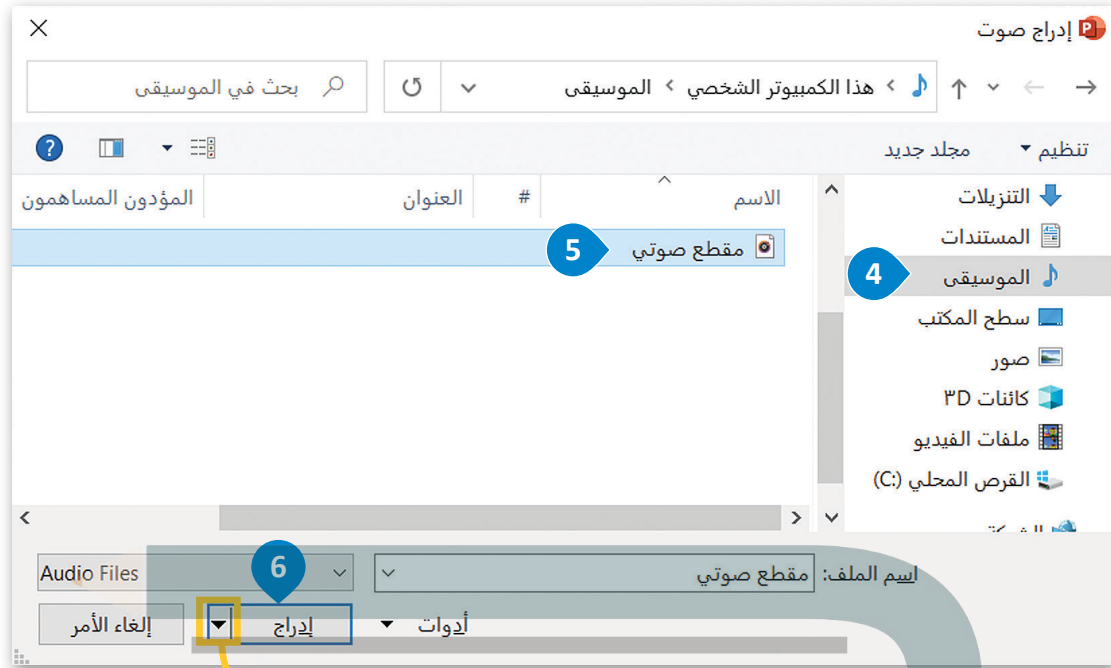 إدراج صوت
هذا الكمبيوتر الشخصي الموسيقى
بحث في الموسيقى
تنظيم مجلد جديد
?
الاسم # العنوان المؤدون المساهمون
مقطع صوتي 5
التنزيلات
المستندات
الموسيقى 4
سطح المكتب
صور
كائنات ٣D
ملفات الفيديو
القرص المحلي (C:)
اسم الملف: مقطع صوتي
Audio Files
6
أدوات إدراج إلغاء الأمر